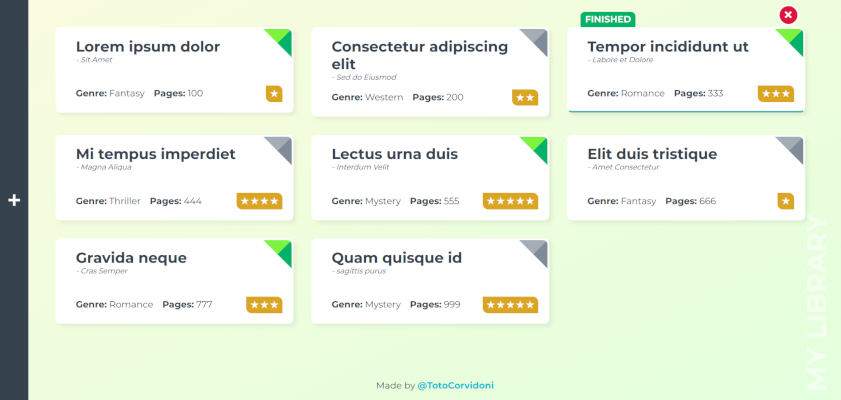 FINISHED
Lorem ipsum dolor
- Sit Amet
Genre: Fantasy Pages: 100
Consectetur adipiscing
elit
- Sed do Eiusmod
Genre: Western Pages: 200
Tempor incididunt ut
- Labore et Dolore
Genre: Romance Pages: 333
Mi tempus imperdiet
- Magna Aliqua
Genre: Thriller Pages: 444
Lectus urna duis
- Interdum Velit
Genre: Mystery Pages: 555
Elit duis tristique
- Amet Consectetur
Genre: Fantasy Pages: 666
Gravida neque
- Cras Semper
Genre: Romance Pages: 777
Quam quisque id
- sagittis purus
Genre: Mystery Pages: 999
MY LIBRARY
Made by @TotoCorvidoni